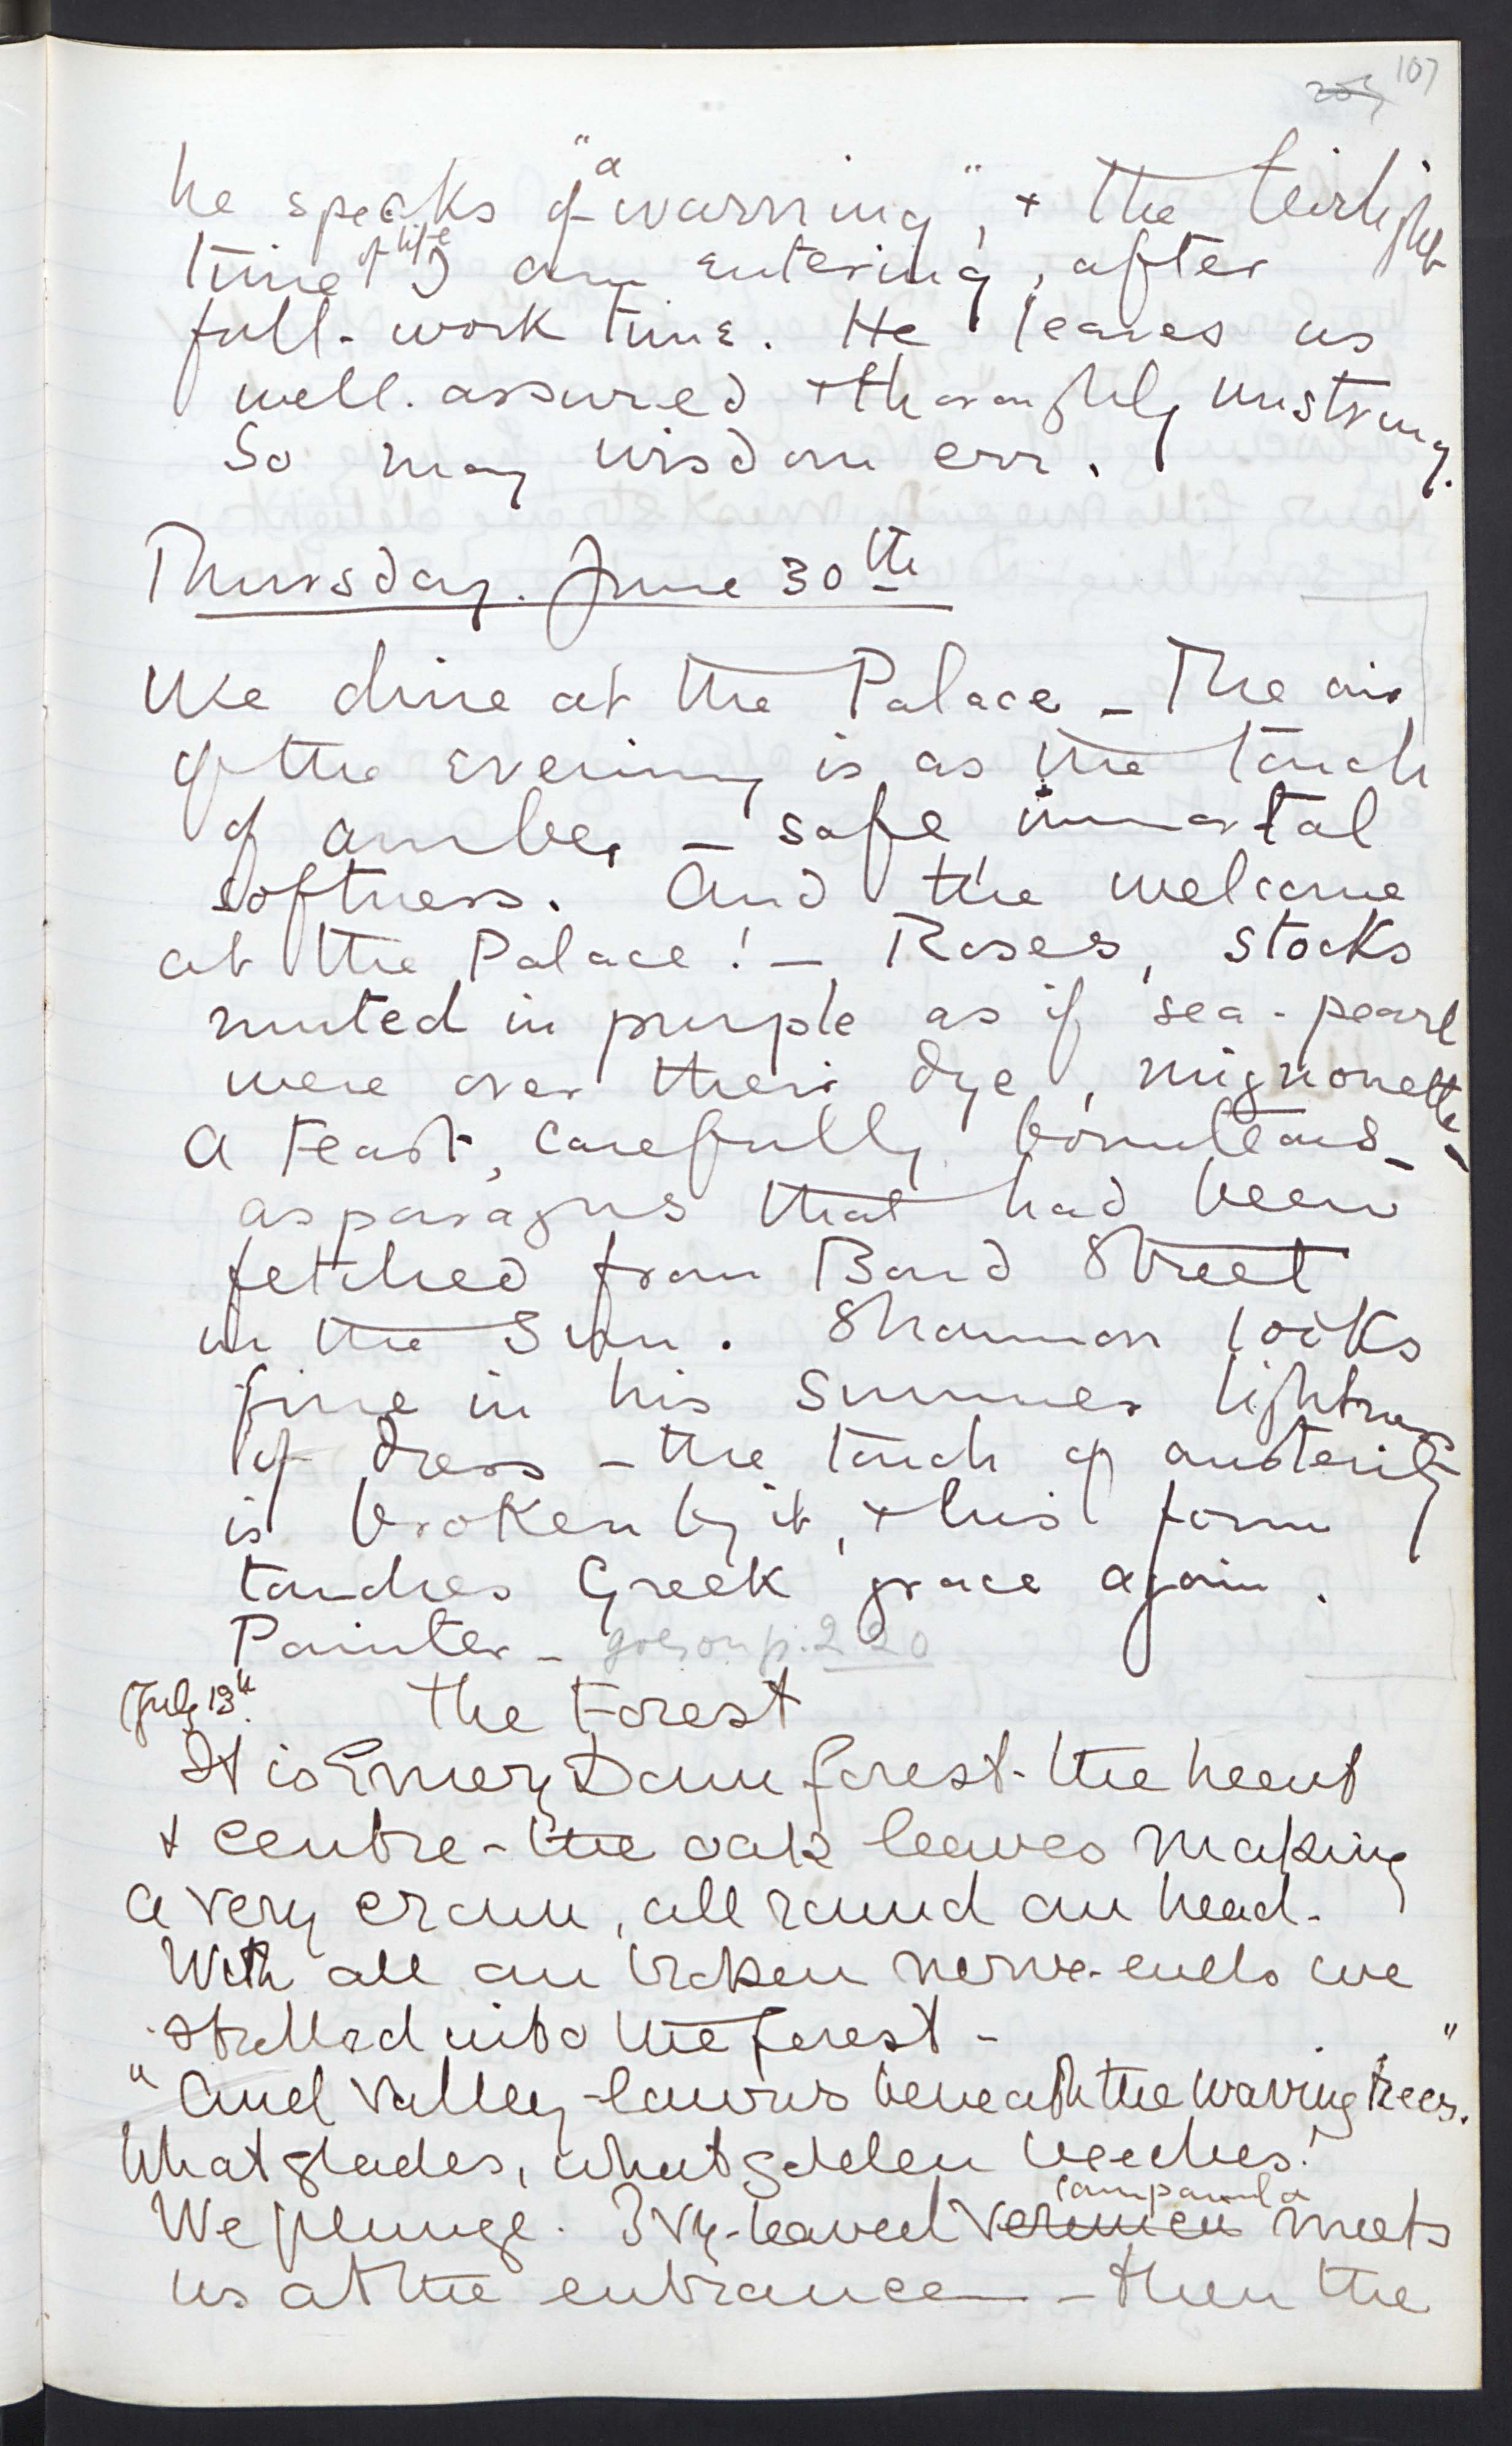 203 107
he speaks of "a warning", + the twilight
time of life I am entering, after
full-work time. He leaves us
well-assured + thoroughly unstrung.
So may wisdom err.
Thursday. June 30th
We dine at the Palace – The air
of the evening is as the touch
of amber – safe immortal
softness. And the welcome
at the Palace! – Roses, stocks
muted in purple as if sea-pearl
were over their dye, mignonette –
a Feast, carefully bounteous –
asparagus that had been
fetched from Bond Street
in the Sun. Shannon looks
fine in his Summer lightness
of dress – the touch of austerity
is broken by it, + his form
touches Greek grace again.
Painter – goes on p. 220
July 13th. The Forest
It is Emery Down forest – the heart
+ centre – the oak leaves making
a very crown, all round our head –
With all our broken nerve-ends we
strolled into the forest –
"And valley-lawns beneath the waving trees."
What glades, what golden beeches!
We plunge. Ivy-leaved campanula meets
us at the entrance – then the